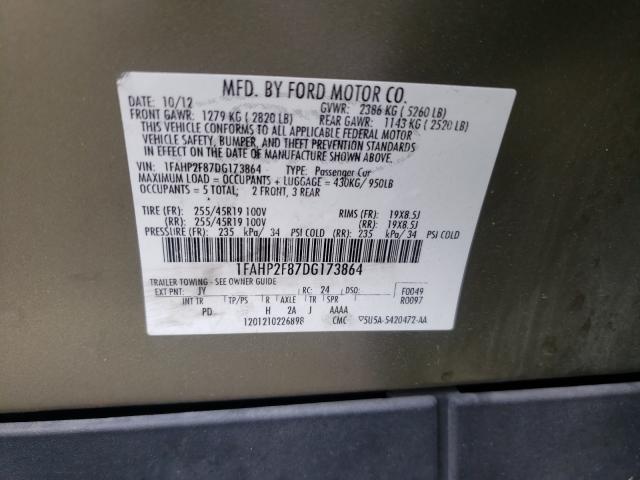 MFD. BY FORD MOTOR CO.
DATE: 10/12 GVWR: 2386 KG ( 5260 LB)
FRONT GAWR: 1279 KG ( 2820 LB) REAR GAWR: 1143 KG ( 2520 LB)
THIS VEHICLE CONFORMS TO ALL APPLICABLE FEDERAL MOTOR
VEHICLE SAFETY, BUMPER, AND THEFT PREVENTION STANDARDS
IN EFFECT ON THE DATE OF MANUFACTURE SHOWN ABOVE.
VIN: 1FAHP2F87DG173864 TYPE: Passenger Car
MAXIMUM LOAD = OCCUPANTS + LUGGAGE = 430KG/ 950LB
OCCUPANTS = 5 TOTAL; 2 FRONT, 3 REAR
TIRE (FR): 255/45R19 100V RIMS (FR): 19X8.5J
(RR): 255/45R19 100V (RR): 19X8.5J
PRESSURE (FR): 235 kPa/ 34 PSI COLD (RR): 235 kPa/ 34 PSI COLD
1FAHP2F87DG173864
TRAILER TOWING - SEE OWNER GUIDE
EXT PNT: JY RC: 24 DSO: F0049
INT TR TP/PS R AXLE TR SPR R0097
PD H 2A J AAAA
1201210226898 CMC 5U5A-5420472-AA